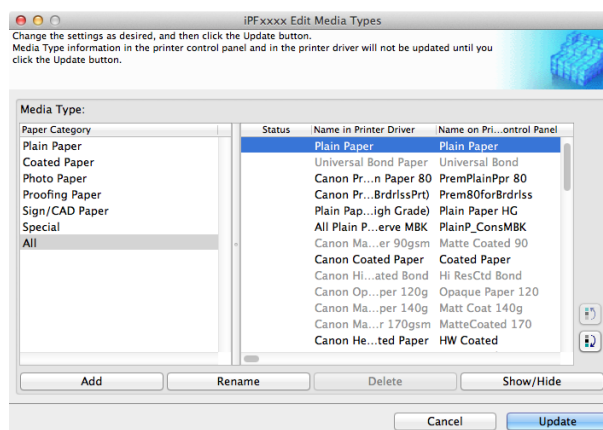 iPFxxxx Edit Media Types
Change the settings as desired, and then click the Update button.
Media Type information in the printer control panel and in the printer driver will not be updated until you
click the Update button.
Media Type:
Paper Category
Plain Paper
Coated Paper
Photo Paper
Proofing Paper
Sign/CAD Paper
Special
All
Status Name in Printer Driver Name on Pri...ontrol Panel
Plain Paper Plain Paper
Universal Bond Paper Universal Bond
Canon Pr...n Paper 80 PremPlainPpr 80
Canon Pr...BrdrlssPrt) Prem80forBrdrlss
Plain Pap...igh Grade) Plain Paper HG
All Plain P...erve MBK PlainP_ConsMBK
Canon Ma...er 90gsm Matte Coated 90
Canon Coated Paper Coated Paper
Canon Hi...ated Bond Hi ResCtd Bond
Canon Op...per 120g Opaque Paper 120
Canon Ma...per 140g Matt Coat 140g
Canon Ma...r 170gsm MatteCoated 170
Canon He...ted Paper HW Coated
Add Rename Delete Show/Hide
Cancel Update